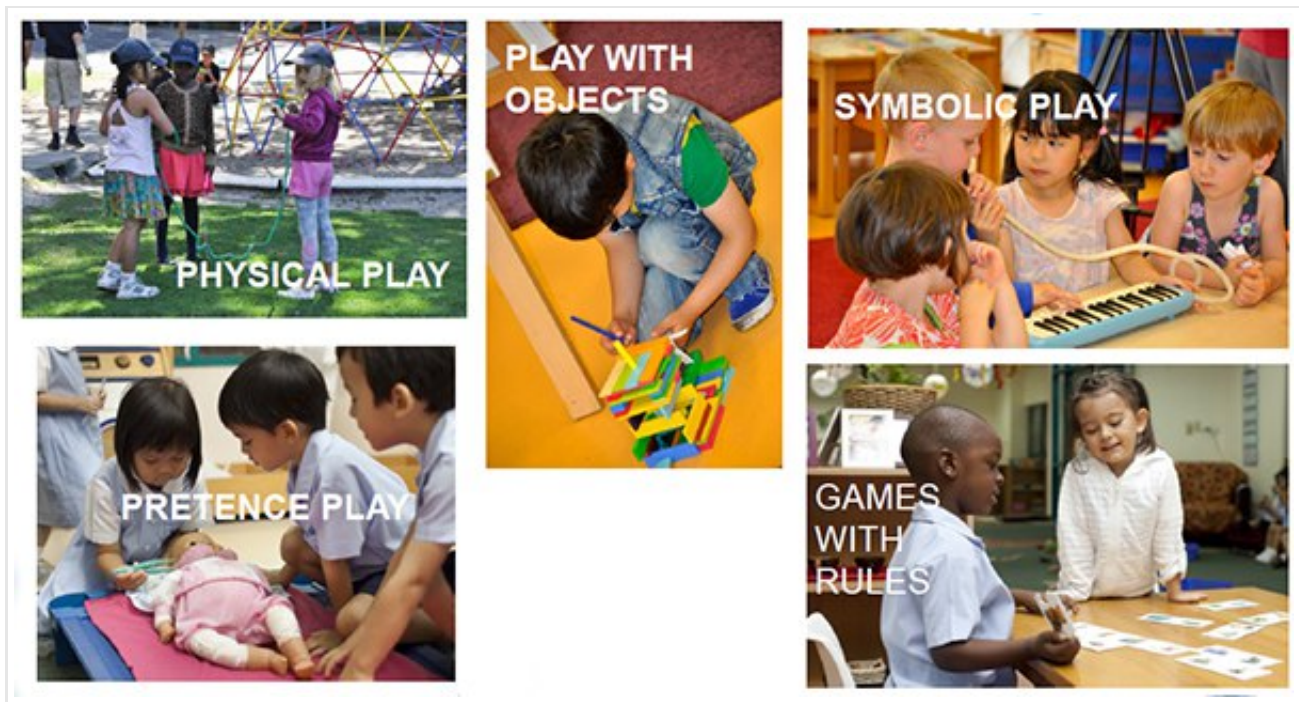 PHYSICAL PLAY
PLAY WITH
OBJECTS
SYMBOLIC PLAY
PRETENCE PLAY
GAMES
WITH
RULES